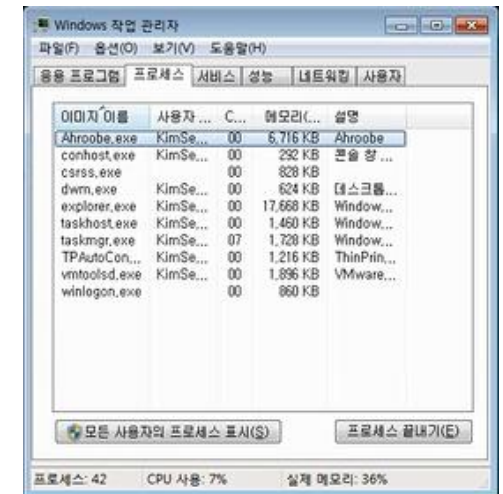 Windows 작업 관리자
파일(F) 옵션(O) 보기(V) 도움말(H)
응용 프로그램 프로세스 서비스 성능 네트워킹 사용자
이미지 이름 사용자 ... C... 메모리(... 설명
Ahroobe.exe KimSe... 00 6,716 KB Ahroobe
conhost.exe KimSe... 00 292 KB 콘솔 창 ...
csrss.exe 00 828 KB
dwm.exe KimSe... 00 624 KB 데스크톱...
explorer.exe KimSe... 00 17,668 KB Window...
taskhost.exe KimSe... 00 1,460 KB Window...
taskmgr.exe KimSe... 07 1,728 KB Window...
TPAutoCon... KimSe... 00 1,216 KB ThinPrin...
vmtoolsd.exe KimSe... 00 1,896 KB VMware...
winlogon.exe 00 860 KB
모든 사용자의 프로세스 표시(S) 프로세스 끝내기(E)
프로세스: 42 CPU 사용: 7% 실제 메모리: 36%